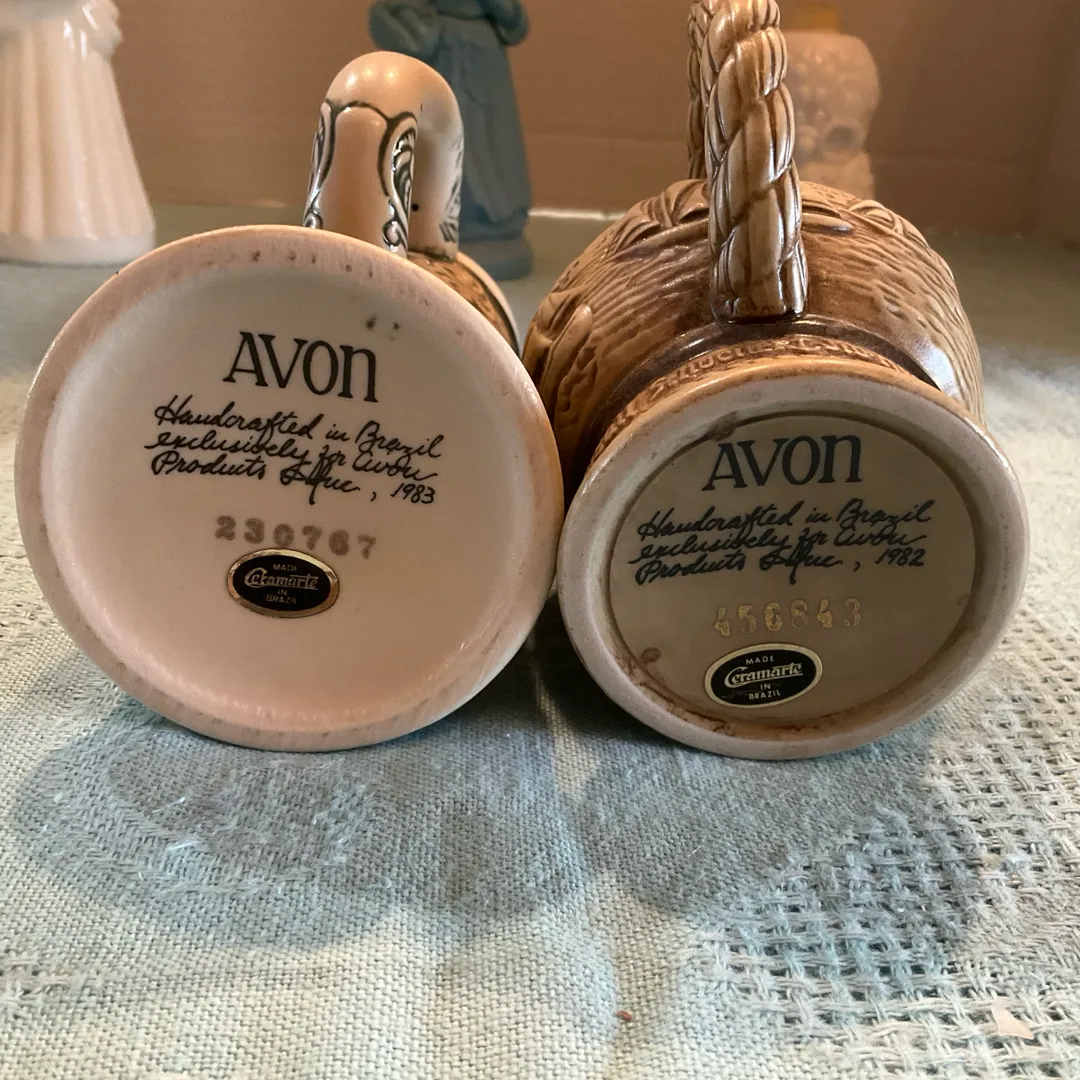 AVON
Handcrafted in Brazil
exclusively for Avon
Products Inc., 1983
230767
MADE
Ceramarte
IN
BRAZIL
AVON
Handcrafted in Brazil
exclusively for Avon
Products Inc., 1982
456843
MADE
Ceramarte
IN
BRAZIL